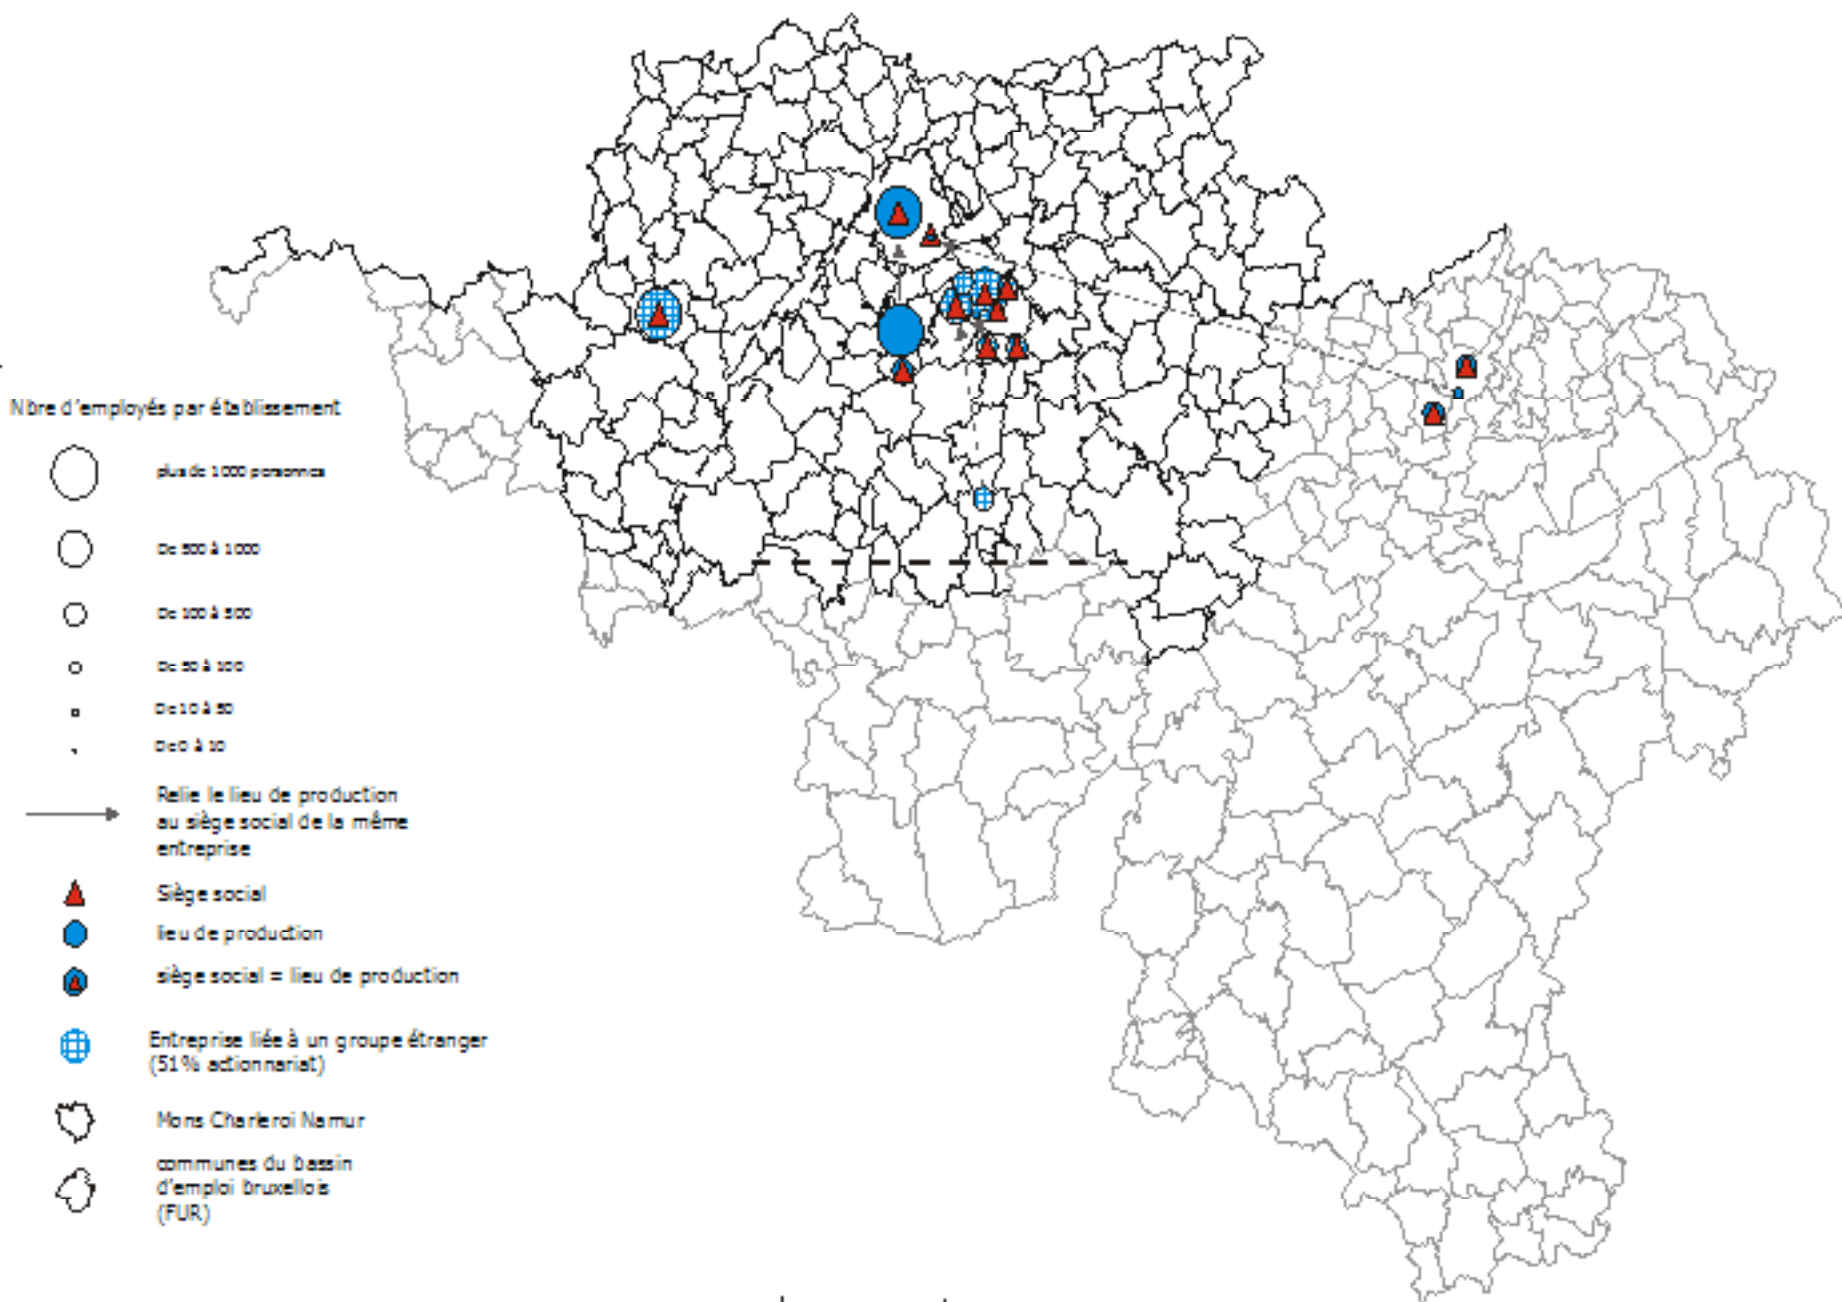 Nbre d'employés par établissement
plus de 1000 personnes
De 500 à 1000
De 100 à 500
De 50 à 100
De 10 à 50
De 0 à 10
Relie le lieu de production
au siège social de la même
entreprise
Siège social
lieu de production
siège social = lieu de production
Entreprise liée à un groupe étranger
(51% actionnariat)
Mons Charleroi Namur
communes du bassin
d'emploi bruxellois
(FUR)